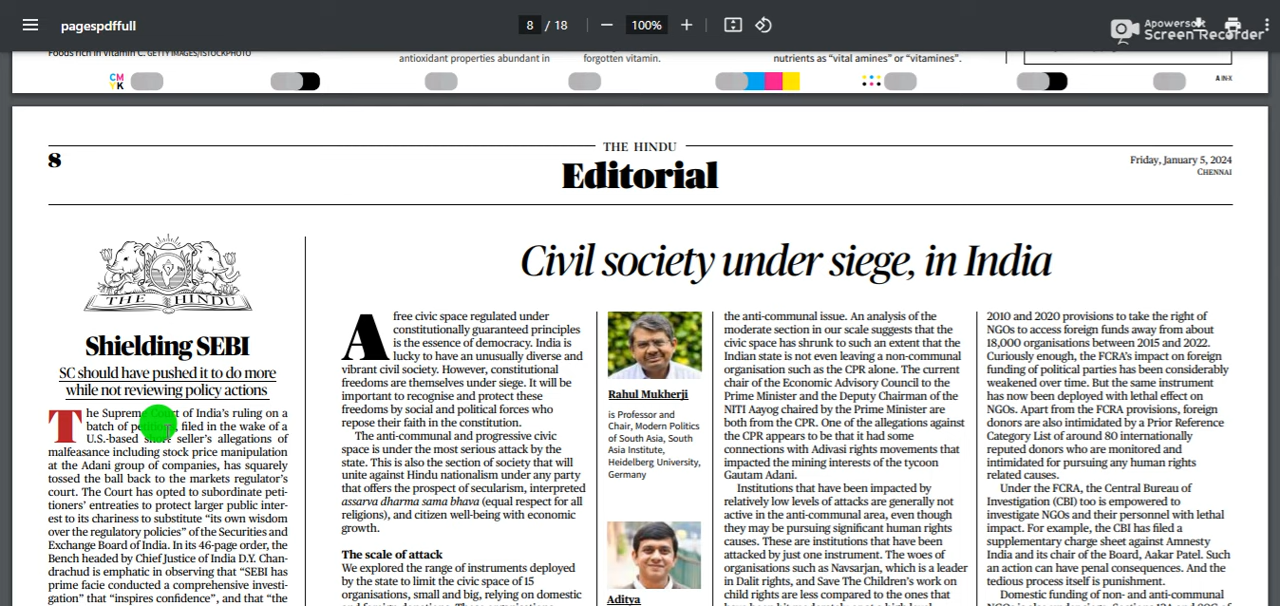 pagespdffull
8 / 18
100%
Apowersoft
Screen Recorder
Foods rich in Vitamin C. GETTY IMAGES/ISTOCKPHOTO
antioxidant properties abundant in
forgotten vitamin.
nutrients as “vital amines” or “vitamines”.
CM
YK
A IN-X
8
THE HINDU
Editorial
Friday, January 5, 2024
CHENNAI
THE HINDU
Shielding SEBI
SC should have pushed it to do more
while not reviewing policy actions
The Supreme Court of India’s ruling on a
batch of petitions, filed in the wake of a
U.S.-based short seller’s allegations of
malfeasance including stock price manipulation
at the Adani group of companies, has squarely
tossed the ball back to the markets regulator’s
court. The Court has opted to subordinate peti-
tioners’ entreaties to protect larger public inter-
est to its chariness to substitute “its own wisdom
over the regulatory policies” of the Securities and
Exchange Board of India. In its 46-page order, the
Bench headed by Chief Justice of India D.Y. Chan-
drachud is emphatic in observing that “SEBI has
prime facie conducted a comprehensive investi-
gation” that “inspires confidence”, and that “the
Civil society under siege, in India
A free civic space regulated under
constitutionally guaranteed principles
is the essence of democracy. India is
lucky to have an unusually diverse and
vibrant civil society. However, constitutional
freedoms are themselves under siege. It will be
important to recognise and protect these
freedoms by social and political forces who
repose their faith in the constitution.
The anti-communal and progressive civic
space is under the most serious attack by the
state. This is also the section of society that will
unite against Hindu nationalism under any party
that offers the prospect of secularism, interpreted
assarva dharma sama bhava (equal respect for all
religions), and citizen well-being with economic
growth.
The scale of attack
We explored the range of instruments deployed
by the state to limit the civic space of 15
organisations, small and big, relying on domestic
Rahul Mukherji
is Professor and
Chair, Modern Politics
of South Asia, South
Asia Institute,
Heidelberg University,
Germany
Aditya
the anti-communal issue. An analysis of the
moderate section in our scale suggests that the
civic space has shrunk to such an extent that the
Indian state is not even leaving a non-communal
organisation such as the CPR alone. The current
chair of the Economic Advisory Council to the
Prime Minister and the Deputy Chairman of the
NITI Aayog chaired by the Prime Minister are
both from the CPR. One of the allegations against
the CPR appears to be that it had some
connections with Adivasi rights movements that
impacted the mining interests of the tycoon
Gautam Adani.
Institutions that have been impacted by
relatively low levels of attacks are generally not
active in the anti-communal area, even though
they may be pursuing significant human rights
causes. These are institutions that have been
attacked by just one instrument. The woes of
organisations such as Navsarjan, which is a leader
in Dalit rights, and Save The Children’s work on
child rights are less compared to the ones that
2010 and 2020 provisions to take the right of
NGOs to access foreign funds away from about
18,000 organisations between 2015 and 2022.
Curiously enough, the FCRA’s impact on foreign
funding of political parties has been considerably
weakened over time. But the same instrument
has now been deployed with lethal effect on
NGOs. Apart from the FCRA provisions, foreign
donors are also intimidated by a Prior Reference
Category List of around 80 internationally
reputed donors who are monitored and
intimidated for pursuing any human rights
related causes.
Under the FCRA, the Central Bureau of
Investigation (CBI) too is empowered to
investigate NGOs and their personnel with lethal
impact. For example, the CBI has filed a
supplementary charge sheet against Amnesty
India and its chair of the Board, Aakar Patel. Such
an action can have penal consequences. And the
tedious process itself is punishment.
Domestic funding of non- and anti-communal